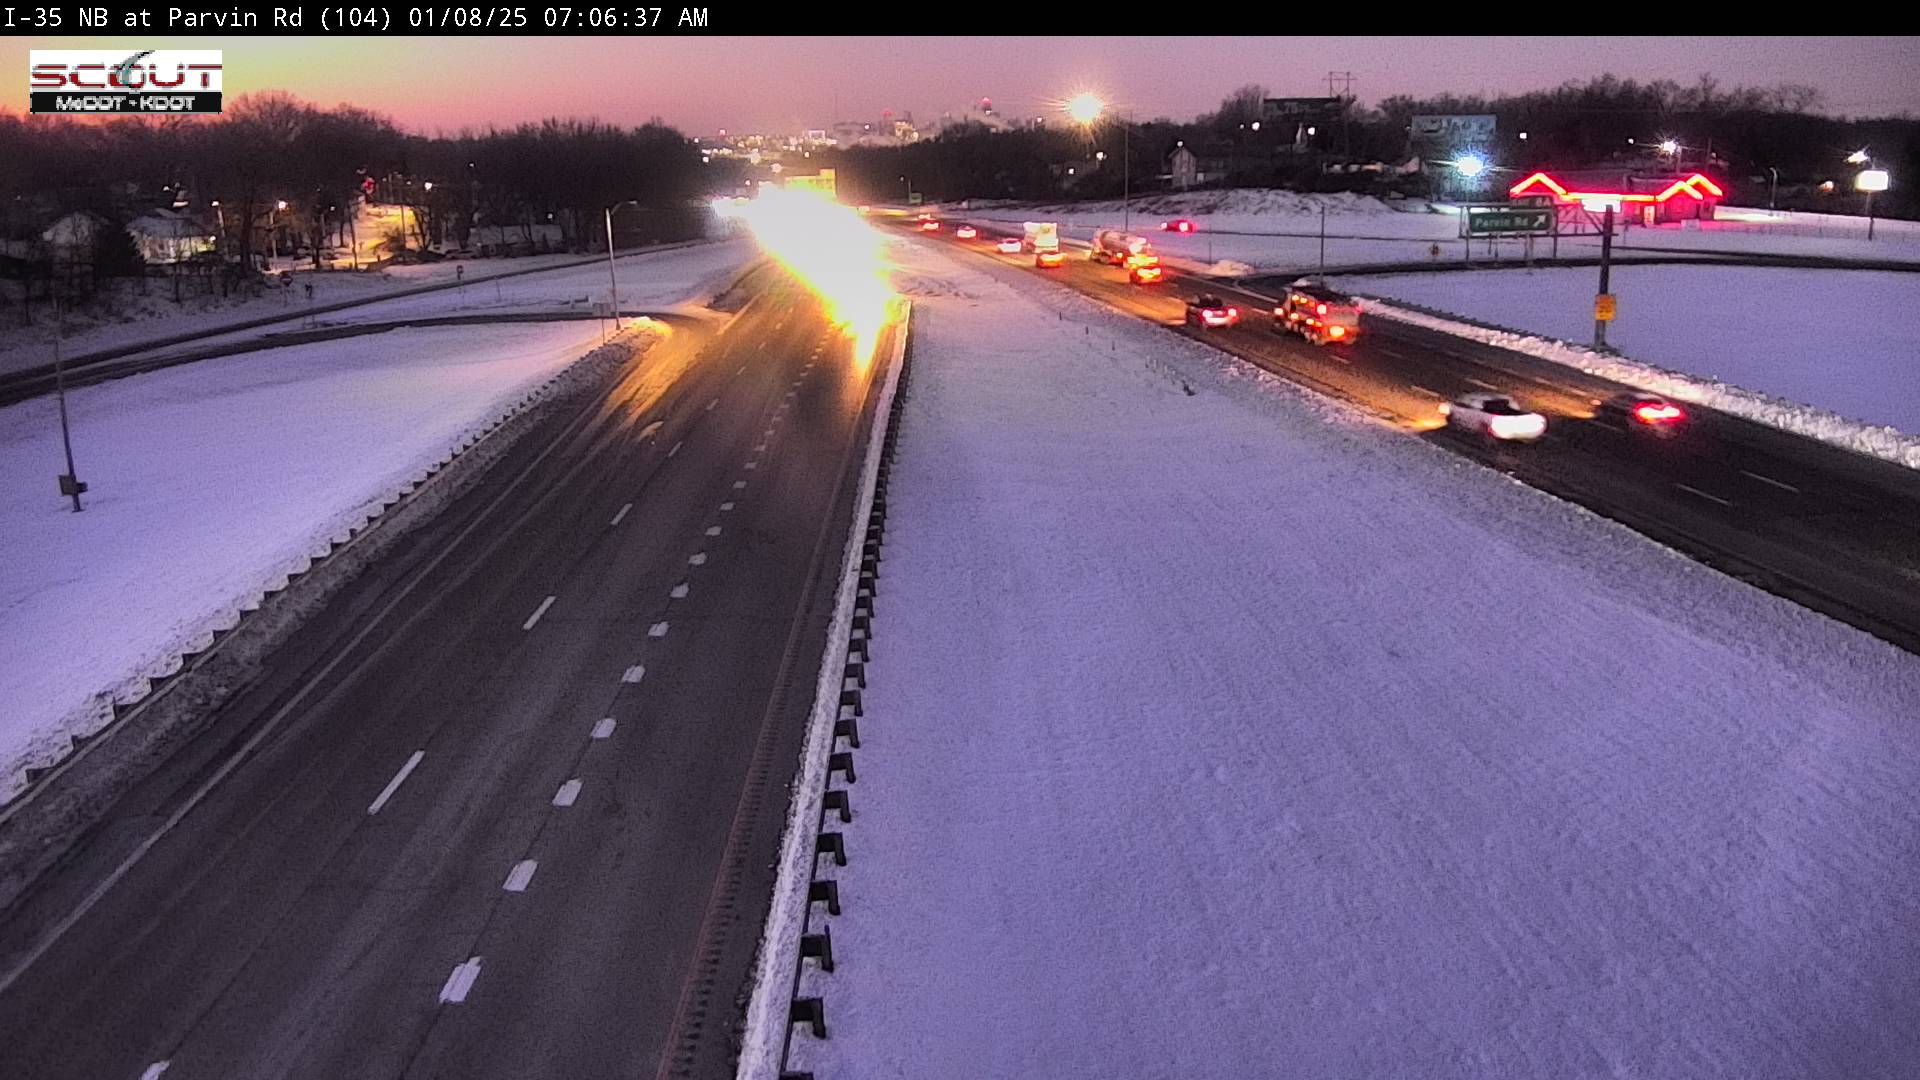 I-35 NB at Parvin Rd (104) 01/08/25 07:06:37 AM
SCOUT
MoDOT - KDOT
Parvin Rd